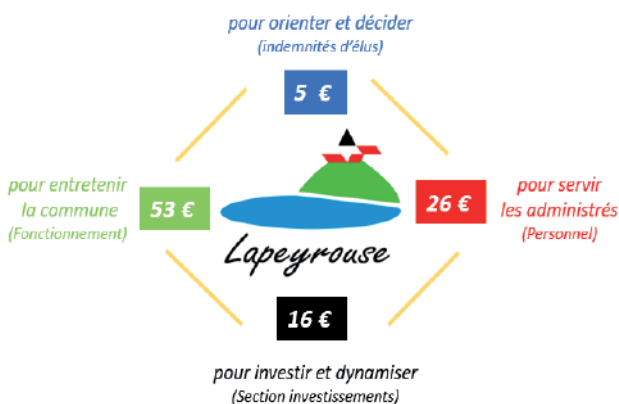 pour orienter et décider
(indemnités d'élus)
5 €
pour entretenir
la commune
(Fonctionnement)
53 €
26 €
pour servir
les administrés
(Personnel)
Lapeyrouse
16 €
pour investir et dynamiser
(Section investissements)